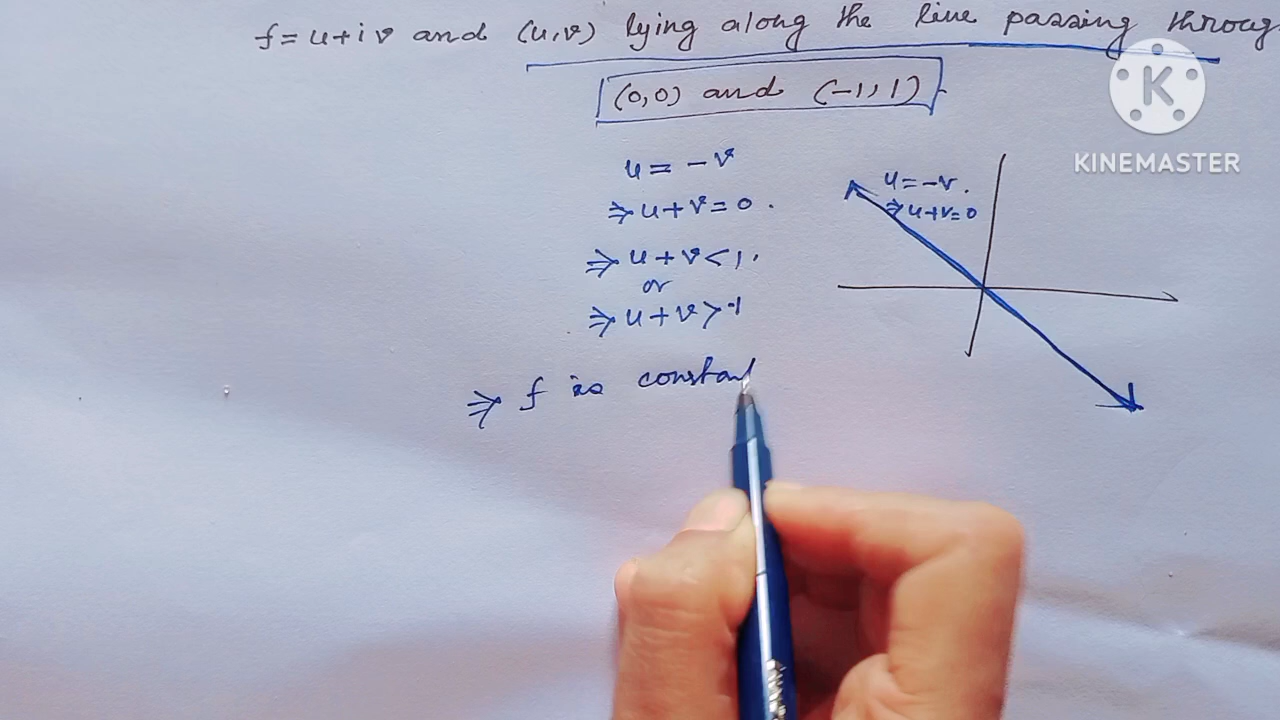 f = u + i v and (u, v) lying along the line passing throug
(0, 0) and (-1, 1)
u = -v
⇒ u + v = 0 .
⇒ u + v < 1 .
or
⇒ u + v > -1
⇒ f is constant
u = -v .
⇒ u + v = 0
K
KINEMASTER